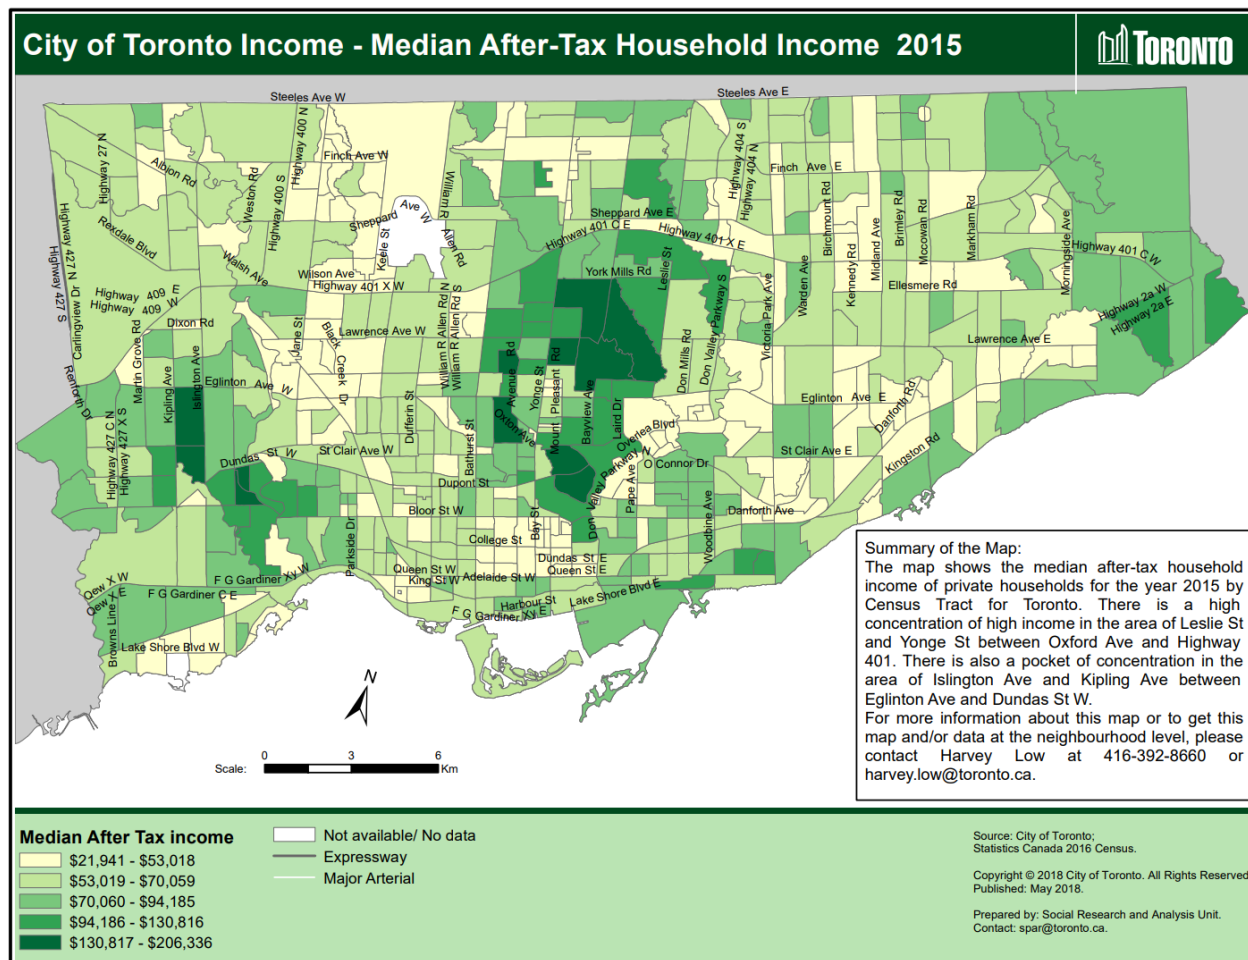 City of Toronto Income - Median After-Tax Household Income 2015
TORONTO
Steeles Ave W
Steeles Ave E
Highway 27 N
Albion Rd
Weston Rd
Highway 400 N
Highway 400 S
Finch Ave W
William R
Allen Rd
Highway 404 S
Highway 404 N
Finch Ave E
Sheppard Ave W
Keele St
Sheppard Ave E
Highway 401 C E
Highway 401 X E
Birchmount Rd
Brimley Rd
Mccowan Rd
Markham Rd
Midland Ave
Kennedy Rd
Morningside Ave
Highway 401 C W
Rexdale Blvd
Highway 427 N
Highway 427 S
Carlingview Dr
Walsh Ave
Wilson Ave
Highway 401 X W
York Mills Rd
Leslie St
Warden Ave
Ellesmere Rd
Highway 2a W
Highway 2a E
Highway 409 E
Highway 409 W
Dixon Rd
Martin Grove Rd
Jane St
Black Creek Dr
Lawrence Ave W
William R Allen Rd N
William R Allen Rd S
Don Mills Rd
Don Valley Parkway S
Victoria Park Ave
Lawrence Ave E
Renforth Dr
Kipling Ave
Islington Ave
Eglinton Ave W
Avenue Rd
Yonge St
Mount Pleasant Rd
Bayview Ave
Laird Dr
Eglinton Ave E
Danforth Rd
Highway 427 C N
Highway 427 X S
Dufferin St
Bathurst St
Oxton Ave
Overlea Blvd
Dundas St W
St Clair Ave W
Don Valley Parkway N
O Connor Dr
St Clair Ave E
Kingston Rd
Dupont St
Pape Ave
Bloor St W
Bay St
Woodbine Ave
Danforth Ave
Parkside Dr
College St
Dundas St E
Queen St W
Queen St E
King St W
Adelaide St W
Qew X W
Qew X E
F G Gardiner Xy W
F G Gardiner C E
Harbour St
Lake Shore Blvd E
F G Gardiner Xy E
Browns Line
Lake Shore Blvd W
N
0 3 6
Scale:
Km
Summary of the Map:
The map shows the median after-tax household
income of private households for the year 2015 by
Census Tract for Toronto. There is a high
concentration of high income in the area of Leslie St
and Yonge St between Oxford Ave and Highway
401. There is also a pocket of concentration in the
area of Islington Ave and Kipling Ave between
Eglinton Ave and Dundas St W.
For more information about this map or to get this
map and/or data at the neighbourhood level, please
contact Harvey Low at 416-392-8660 or
harvey.low@toronto.ca.
Median After Tax income
$21,941 - $53,018
$53,019 - $70,059
$70,060 - $94,185
$94,186 - $130,816
$130,817 - $206,336
Not available/ No data
Expressway
Major Arterial
Source: City of Toronto;
Statistics Canada 2016 Census.
Copyright © 2018 City of Toronto. All Rights Reserved
Published: May 2018.
Prepared by: Social Research and Analysis Unit.
Contact: spar@toronto.ca.